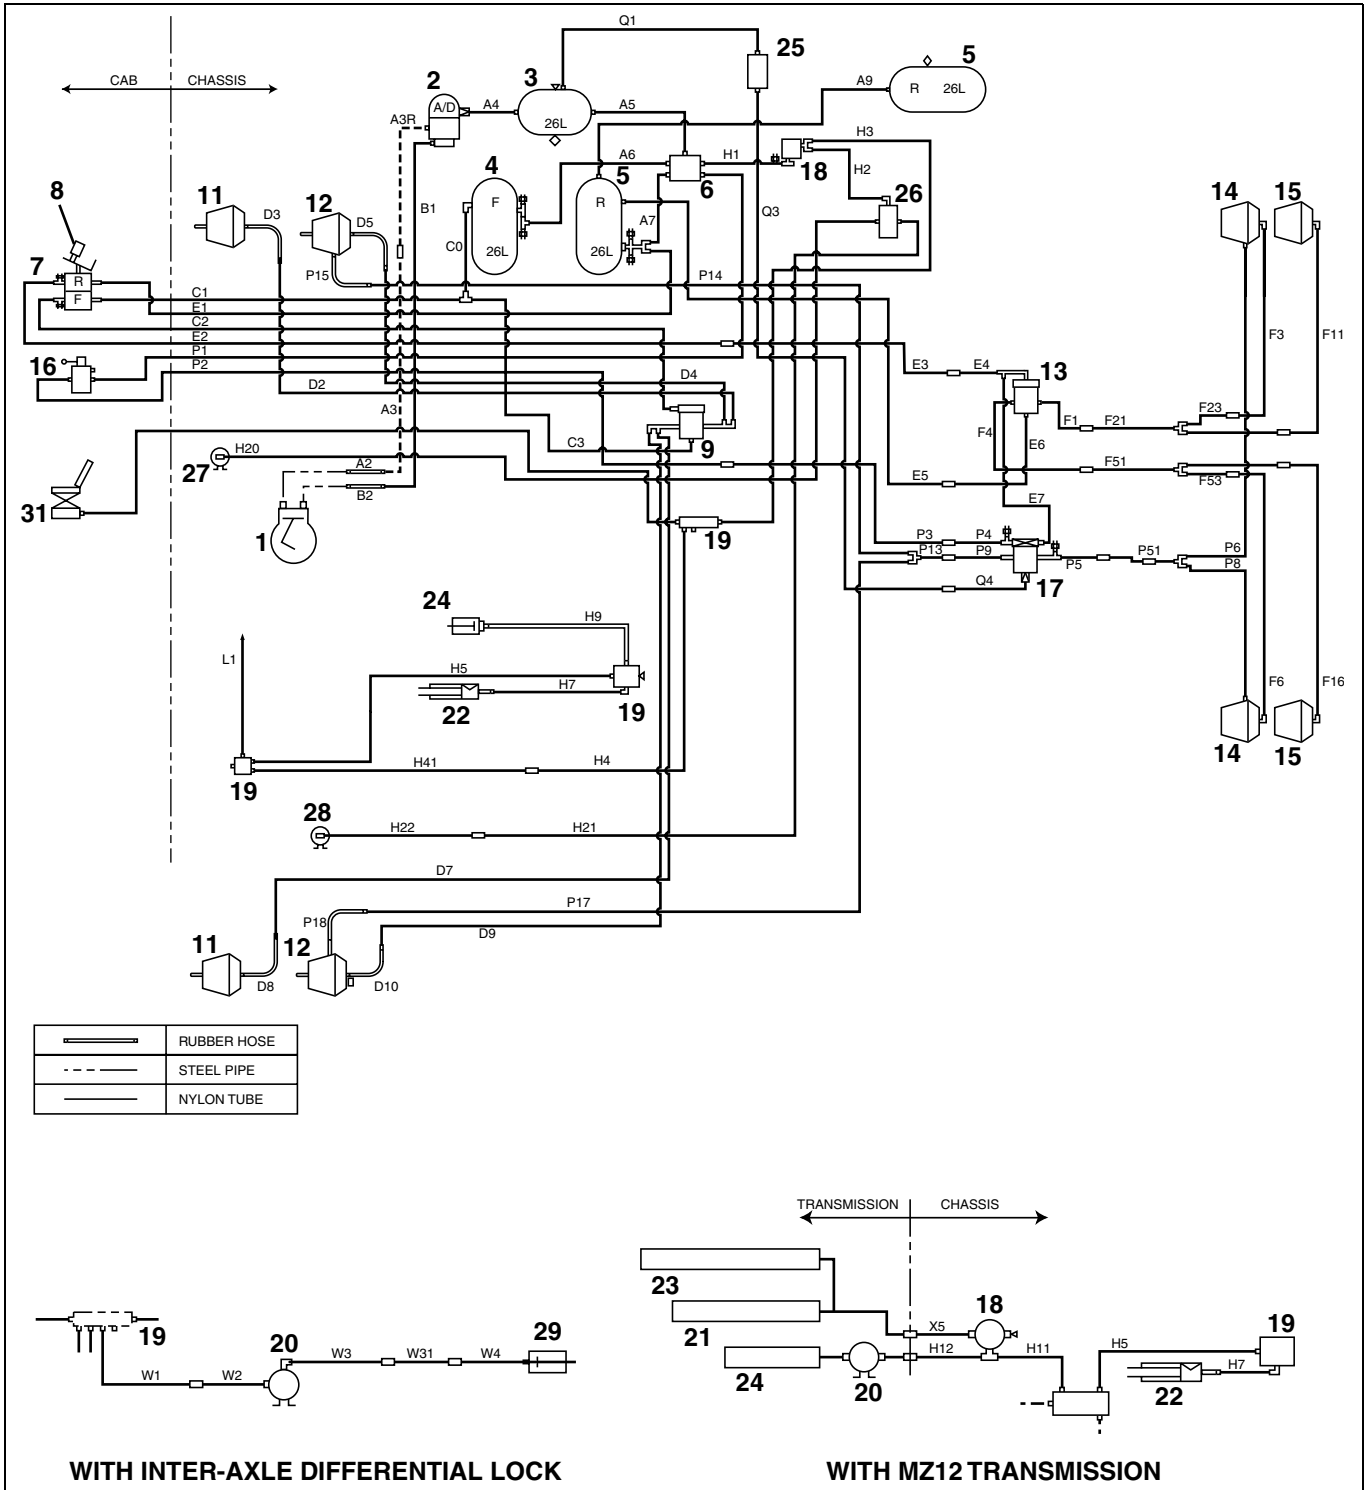 Q1
25
5
CAB
CHASSIS
2
3
A/D
A4
A5
A9
R 26L
A3R
26L
H3
4
A6
H1
5
6
18
H2
8
11
12
F
R
14
15
D3
D5
B1
A7
Q3
26
C0
26L
26L
7
R
P15
P14
F
C1
E1
C2
E2
F3
F11
P1
16
P2
E3
E4
13
D4
D2
A3
F23
F1
F21
F4
9
E6
C3
H20
A2
F51
27
E5
F53
B2
E7
31
1
19
P3
P4
P13
P9
P51
P6
P5
P8
Q4
17
24
H9
L1
H5
H7
22
19
F6
F16
14
15
H41
H4
19
28
H22
H21
D7
P17
P18
11
12
D9
D8
D10
RUBBER HOSE
STEEL PIPE
NYLON TUBE
TRANSMISSION
CHASSIS
23
18
21
X5
19
19
20
29
H5
W3
W31
W4
H12
H11
H7
W1
W2
24
20
22
WITH INTER-AXLE DIFFERENTIAL LOCK
WITH MZ12 TRANSMISSION